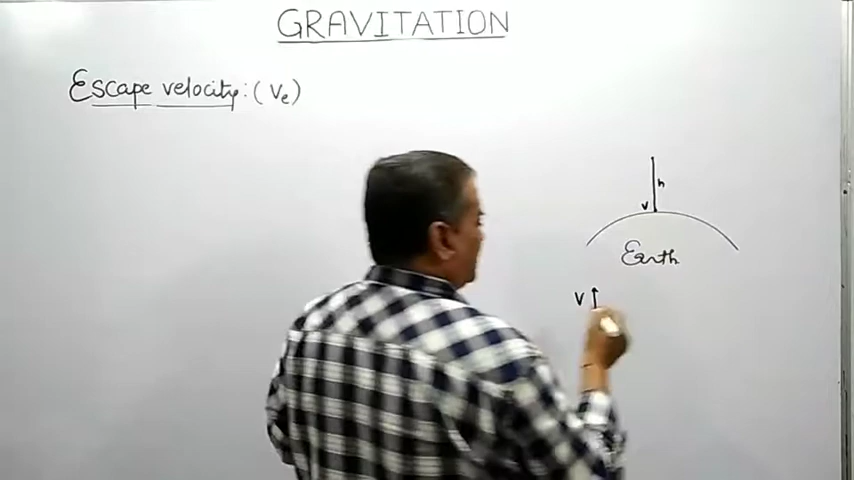 GRAVITATION
Escape velocity: (Ve)
h
v
Earth
V ↑